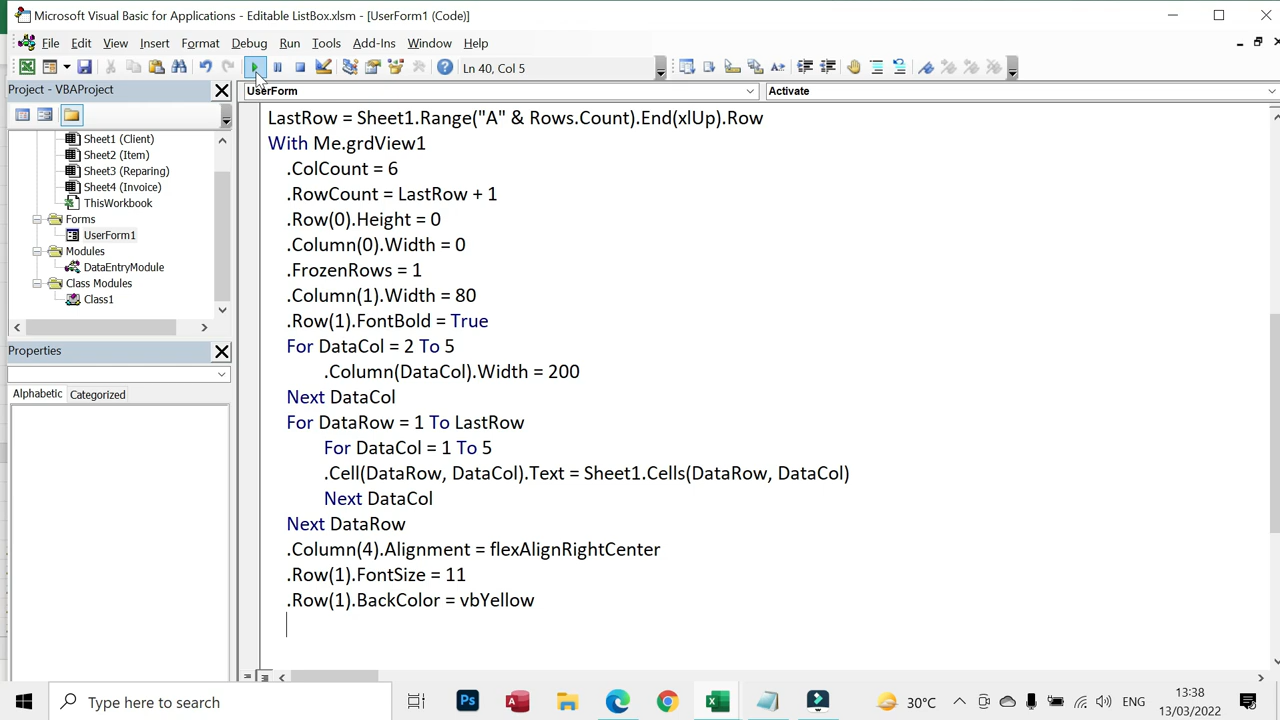 Microsoft Visual Basic for Applications - Editable ListBox.xlsm - [UserForm1 (Code)]
File Edit View Insert Format Debug Run Tools Add-Ins Window Help
Ln 40, Col 5
Project - VBAProject
UserForm
Activate
Sheet1 (Client)
Sheet2 (Item)
Sheet3 (Reparing)
Sheet4 (Invoice)
ThisWorkbook
Forms
UserForm1
Modules
DataEntryModule
Class Modules
Class1
Properties
Alphabetic Categorized
LastRow = Sheet1.Range("A" & Rows.Count).End(xlUp).Row
With Me.grdView1
.ColCount = 6
.RowCount = LastRow + 1
.Row(0).Height = 0
.Column(0).Width = 0
.FrozenRows = 1
.Column(1).Width = 80
.Row(1).FontBold = True
For DataCol = 2 To 5
.Column(DataCol).Width = 200
Next DataCol
For DataRow = 1 To LastRow
For DataCol = 1 To 5
.Cell(DataRow, DataCol).Text = Sheet1.Cells(DataRow, DataCol)
Next DataCol
Next DataRow
.Column(4).Alignment = flexAlignRightCenter
.Row(1).FontSize = 11
.Row(1).BackColor = vbYellow
Type here to search
Ps
30°C
ENG
13:38
13/03/2022